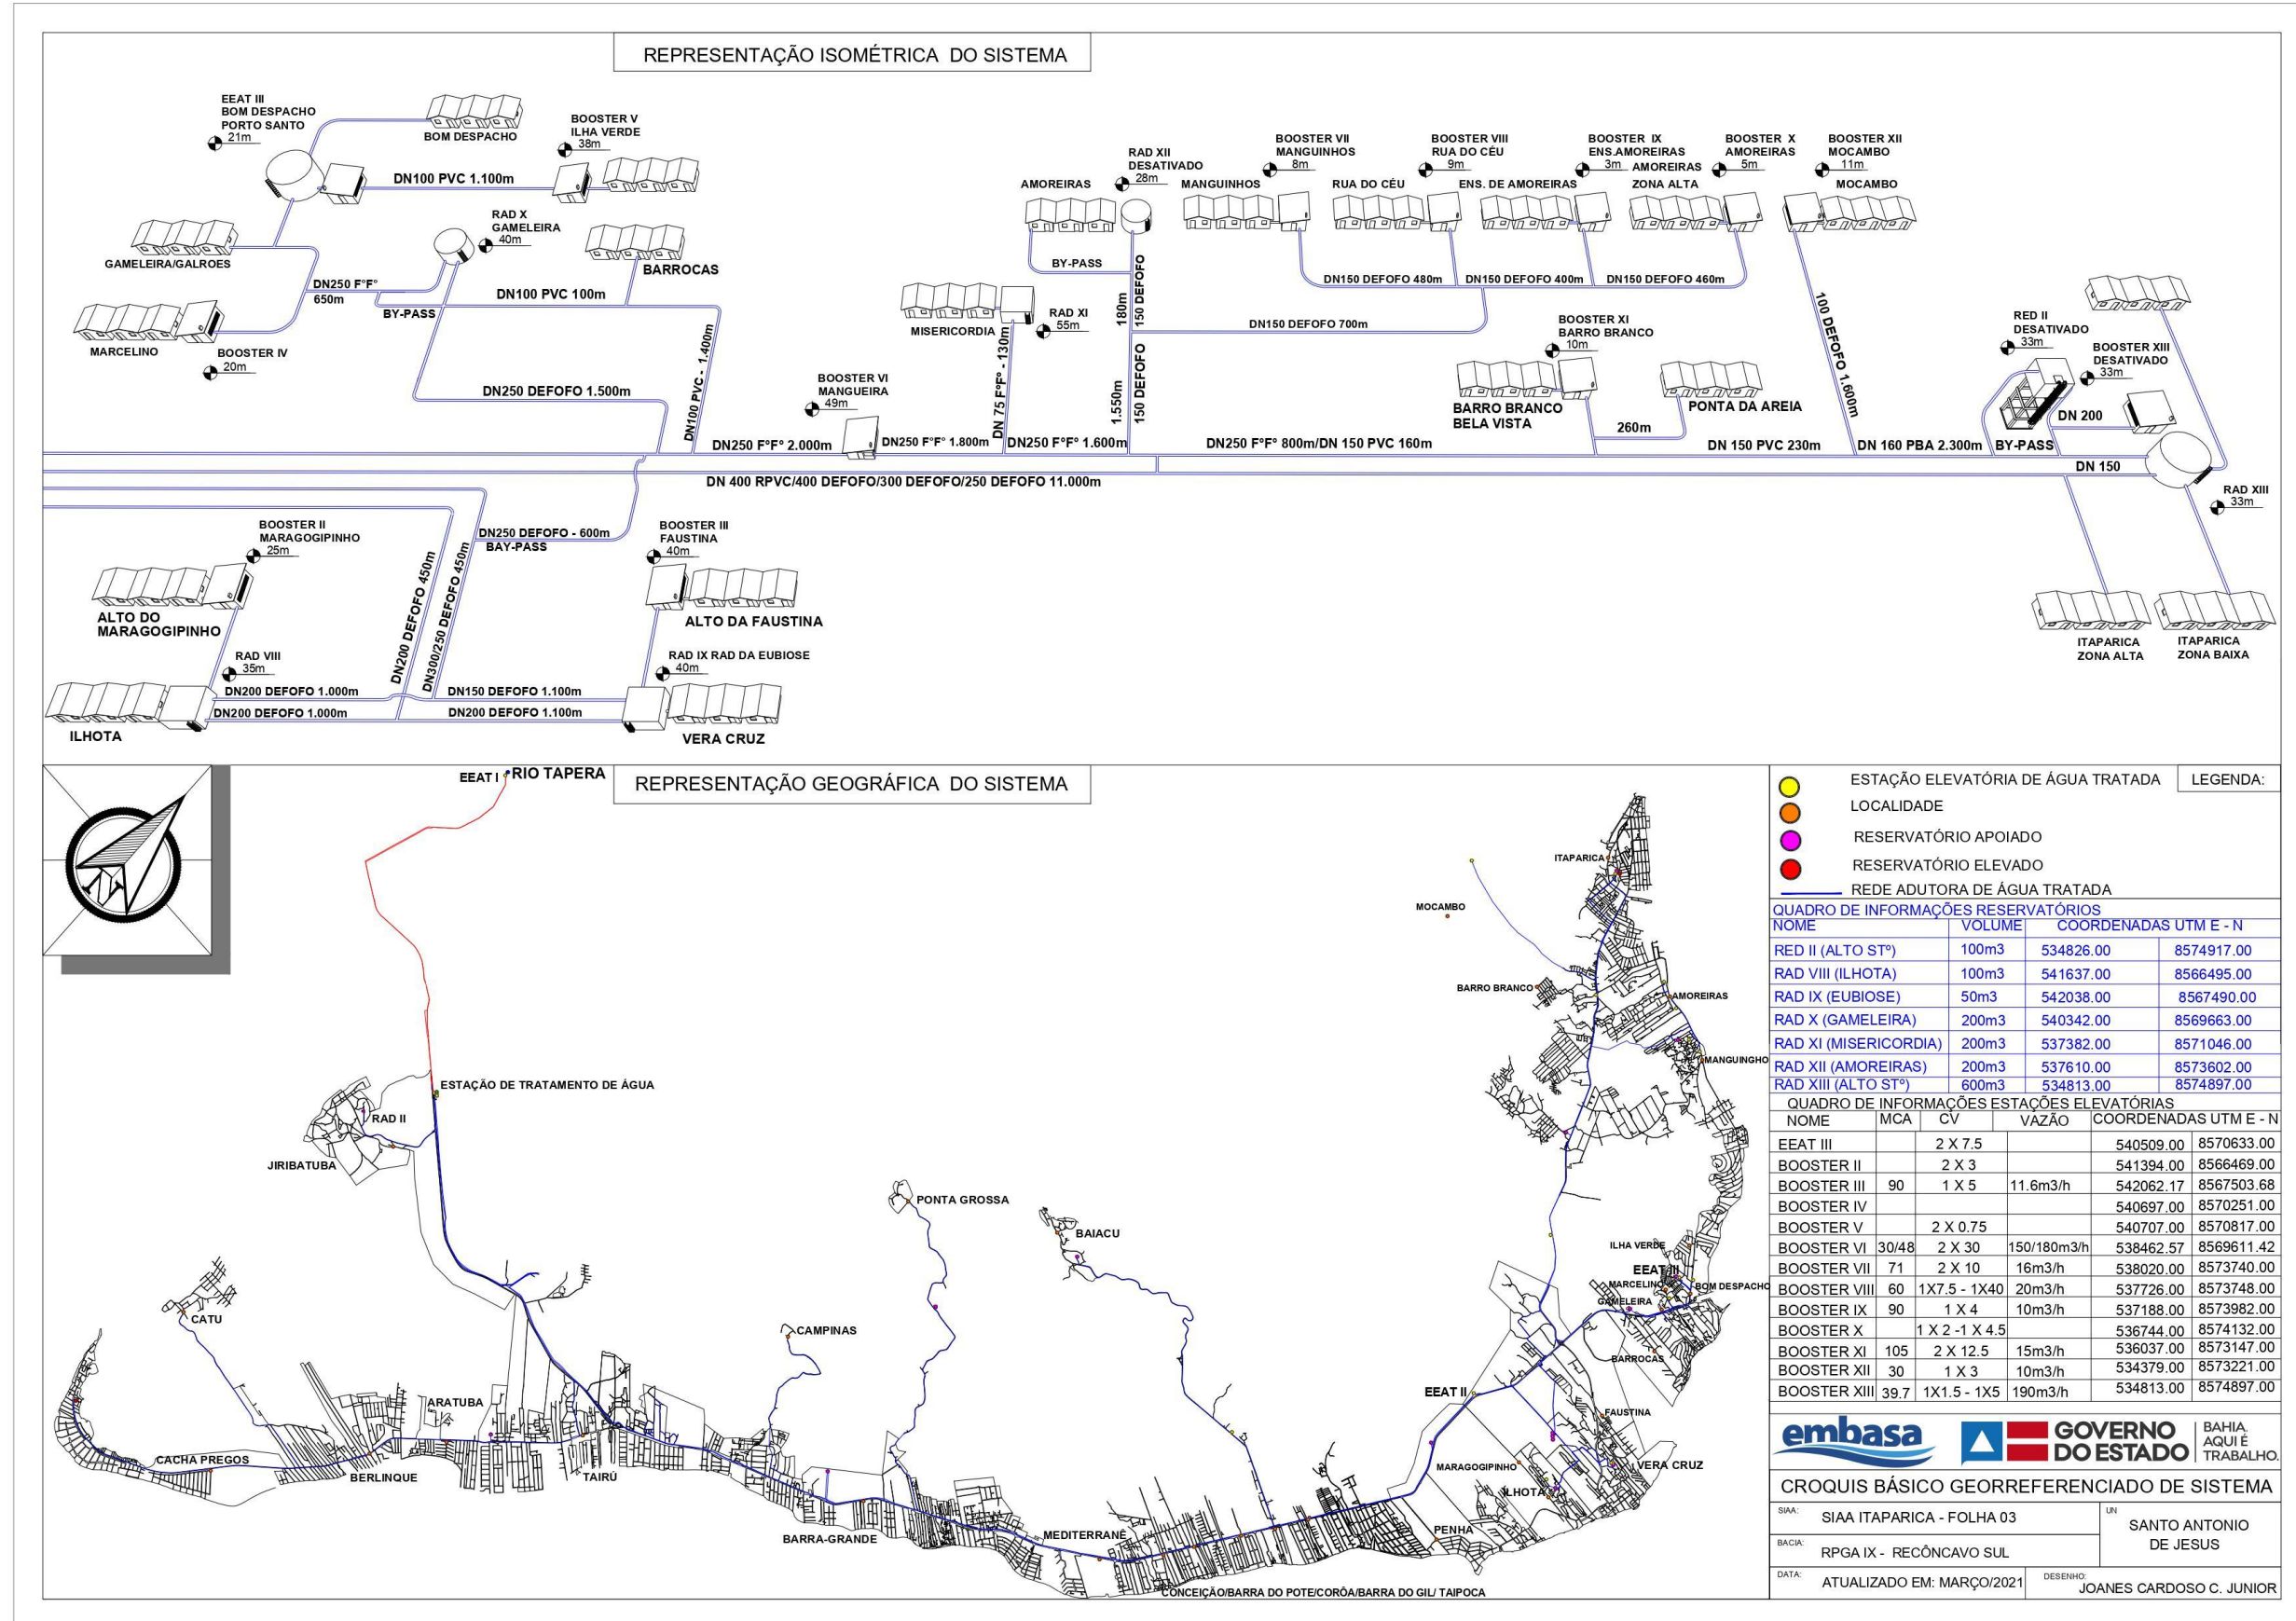 REPRESENTAÇÃO ISOMÉTRICA DO SISTEMA
EEAT III
BOM DESPACHO
PORTO SANTO
21m
BOM DESPACHO
BOOSTER V
ILHA VERDE
38m
DN100 PVC 1.100m
GAMELEIRA/GALROES
RAD X
GAMELEIRA
40m
BARROCAS
DN250 F°F°
650m
DN100 PVC 100m
BY-PASS
MARCELINO
BOOSTER IV
20m
DN250 DEFOFO 1.500m
DN100 PVC - 1.400m
BOOSTER VI
MANGUEIRA
49m
DN250 F°F° 2.000m
DN250 F°F° 1.800m
DN250 F°F° 1.600m
DN 75 F°F° - 130m
MISERICORDIA
RAD XI
55m
AMOREIRAS
RAD XII
DESATIVADO
28m
BY-PASS
180m
150 DEFOFO
1.550m
150 DEFOFO
MANGUINHOS
BOOSTER VII
MANGUINHOS
8m
RUA DO CÉU
BOOSTER VIII
RUA DO CÉU
9m
ENS. DE AMOREIRAS
BOOSTER IX
ENS.AMOREIRAS
3m
AMOREIRAS
ZONA ALTA
BOOSTER X
AMOREIRAS
5m
BOOSTER XII
MOCAMBO
11m
MOCAMBO
DN150 DEFOFO 480m
DN150 DEFOFO 400m
DN150 DEFOFO 460m
DN150 DEFOFO 700m
BOOSTER XI
BARRO BRANCO
10m
BARRO BRANCO
BELA VISTA
PONTA DA AREIA
260m
100 DEFOFO 1.600m
RED II
DESATIVADO
33m
BOOSTER XIII
DESATIVADO
33m
DN 200
DN250 F°F° 800m/DN 150 PVC 160m
DN 150 PVC 230m
DN 160 PBA 2.300m
BY-PASS
DN 150
DN 400 RPVC/400 DEFOFO/300 DEFOFO/250 DEFOFO 11.000m
RAD XIII
33m
ITAPARICA
ZONA ALTA
ITAPARICA
ZONA BAIXA
BOOSTER II
MARAGOGIPINHO
25m
ALTO DO
MARAGOGIPINHO
DN250 DEFOFO - 600m
BAY-PASS
DN200 DEFOFO 450m
DN300/250 DEFOFO 450m
BOOSTER III
FAUSTINA
40m
ALTO DA FAUSTINA
RAD VIII
35m
RAD IX RAD DA EUBIOSE
40m
DN200 DEFOFO 1.000m
DN150 DEFOFO 1.100m
DN200 DEFOFO 1.000m
DN200 DEFOFO 1.100m
ILHOTA
VERA CRUZ
REPRESENTAÇÃO GEOGRÁFICA DO SISTEMA
N
EEAT I
RIO TAPERA
ESTAÇÃO DE TRATAMENTO DE ÁGUA
RAD II
JIRIBATUBA
CATU
PONTA GROSSA
BAIACU
CAMPINAS
ARATUBA
CACHA PREGOS
BERLINQUE
TAIRÚ
BARRA-GRANDE
MEDITERRANÊ
CONCEIÇÃO/BARRA DO POTE/CORÔA/BARRA DO GIL/ TAIPOCA
PENHA
EEAT II
MARAGOGIPINHO
ILHOTA
VERA CRUZ
FAUSTINA
BARROCAS
GAMELEIRA
MARCELINO
EEAT III
BOM DESPACHO
ILHA VERDE
MANGUINGHO
AMOREIRAS
BARRO BRANCO
MOCAMBO
ITAPARICA
LEGENDA:
ESTAÇÃO ELEVATÓRIA DE ÁGUA TRATADA
LOCALIDADE
RESERVATÓRIO APOIADO
RESERVATÓRIO ELEVADO
REDE ADUTORA DE ÁGUA TRATADA
QUADRO DE INFORMAÇÕES RESERVATÓRIOS
NOME VOLUME COORDENADAS UTM E - N
RED II (ALTO STº) 100m3 534826.00 8574917.00
RAD VIII (ILHOTA) 100m3 541637.00 8566495.00
RAD IX (EUBIOSE) 50m3 542038.00 8567490.00
RAD X (GAMELEIRA) 200m3 540342.00 8569663.00
RAD XI (MISERICORDIA) 200m3 537382.00 8571046.00
RAD XII (AMOREIRAS) 200m3 537610.00 8573602.00
RAD XIII (ALTO STº) 600m3 534813.00 8574897.00
QUADRO DE INFORMAÇÕES ESTAÇÕES ELEVATÓRIAS
NOME MCA CV VAZÃO COORDENADAS UTM E - N
EEAT III 2 X 7.5 540509.00 8570633.00
BOOSTER II 2 X 3 541394.00 8566469.00
BOOSTER III 90 1 X 5 11.6m3/h 542062.17 8567503.68
BOOSTER IV 540697.00 8570251.00
BOOSTER V 2 X 0.75 540707.00 8570817.00
BOOSTER VI 30/48 2 X 30 150/180m3/h 538462.57 8569611.42
BOOSTER VII 71 2 X 10 16m3/h 538020.00 8573740.00
BOOSTER VIII 60 1X7.5 - 1X40 20m3/h 537726.00 8573748.00
BOOSTER IX 90 1 X 4 10m3/h 537188.00 8573982.00
BOOSTER X 1 X 2 -1 X 4.5 536744.00 8574132.00
BOOSTER XI 105 2 X 12.5 15m3/h 536037.00 8573147.00
BOOSTER XII 30 1 X 3 10m3/h 534379.00 8573221.00
BOOSTER XIII 39.7 1X1.5 - 1X5 190m3/h 534813.00 8574897.00
embasa
GOVERNO
DO ESTADO
BAHIA.
AQUI É
TRABALHO.
CROQUIS BÁSICO GEORREFERENCIADO DE SISTEMA
SIAA: SIAA ITAPARICA - FOLHA 03
UN SANTO ANTONIO
DE JESUS
BACIA: RPGA IX - RECÔNCAVO SUL
DATA: ATUALIZADO EM: MARÇO/2021
DESENHO: JOANES CARDOSO C. JUNIOR